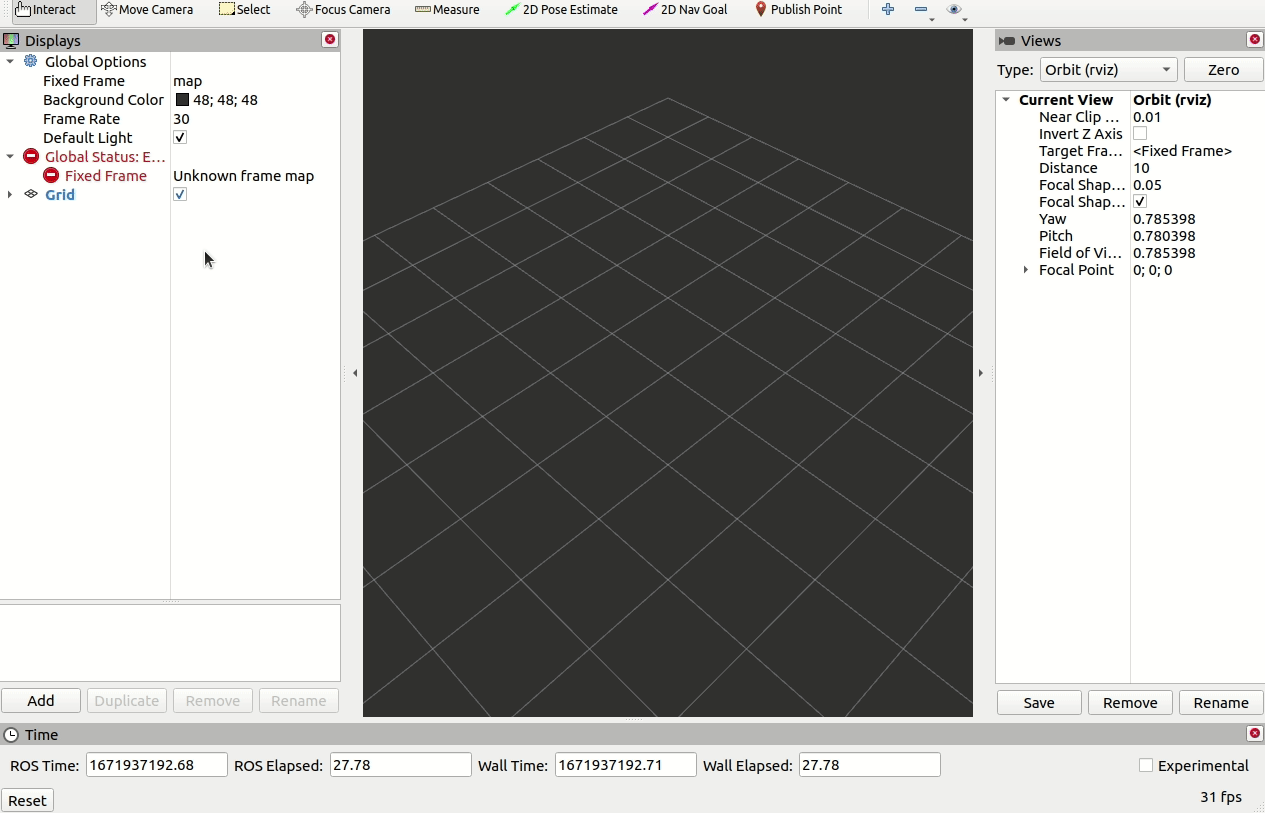 Interact Move Camera Select Focus Camera Measure 2D Pose Estimate 2D Nav Goal Publish Point
Displays
Global Options
Fixed Frame map
Background Color 48; 48; 48
Frame Rate 30
Default Light
Global Status: E...
Fixed Frame Unknown frame map
Grid
Add Duplicate Remove Rename
Views
Type: Orbit (rviz) Zero
Current View Orbit (rviz)
Near Clip ... 0.01
Invert Z Axis
Target Fra... <Fixed Frame>
Distance 10
Focal Shap... 0.05
Focal Shap...
Yaw 0.785398
Pitch 0.780398
Field of Vi... 0.785398
Focal Point 0; 0; 0
Save Remove Rename
Time
ROS Time: 1671937192.68 ROS Elapsed: 27.78 Wall Time: 1671937192.71 Wall Elapsed: 27.78 Experimental
Reset 31 fps